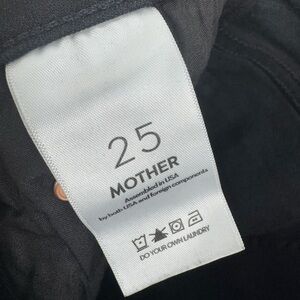 25
MOTHER
Assembled in USA
by both USA and foreign components
DO YOUR OWN LAUNDRY